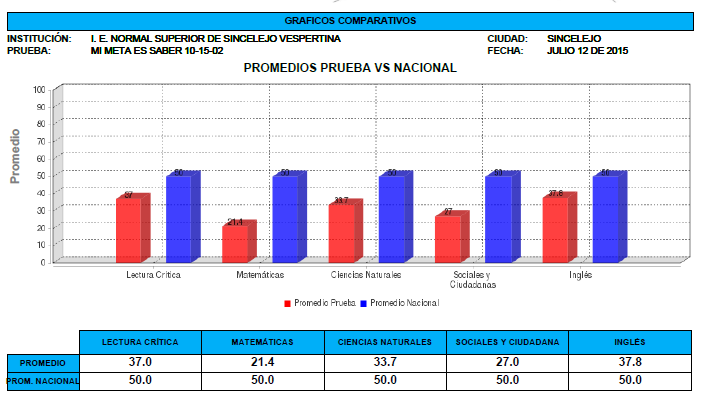 GRAFICOS COMPARATIVOS
INSTITUCIÓN: I. E. NORMAL SUPERIOR DE SINCELEJO VESPERTINA CIUDAD: SINCELEJO
PRUEBA: MI META ES SABER 10-15-02 FECHA: JULIO 12 DE 2015
PROMEDIOS PRUEBA VS NACIONAL
Promedio
100
90
80
70
60
50
40
30
20
10
0
37 50 21.4 50 33.7 50 27 50 37.8 50
Lectura Crítica Matemáticas Ciencias Naturales Sociales y Ciudadanas Inglés
Promedio Prueba Promedio Nacional
LECTURA CRÍTICA MATEMÁTICAS CIENCIAS NATURALES SOCIALES Y CIUDADANA INGLÉS
PROMEDIO 37.0 21.4 33.7 27.0 37.8
PROM. NACIONAL 50.0 50.0 50.0 50.0 50.0